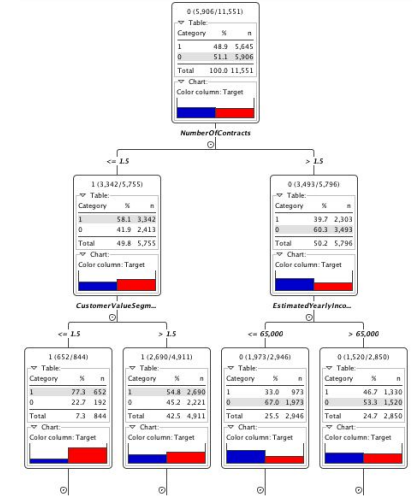 0 (5,906/11,551)
Table:
Category % n
1 48.9 5,645
0 51.1 5,906
Total 100.0 11,551
Chart:
Color column: Target
NumberOfContracts
<= 1.5
> 1.5
1 (3,342/5,755)
Table:
Category % n
1 58.1 3,342
0 41.9 2,413
Total 49.8 5,755
Chart:
Color column: Target
CustomerValueSegm...
0 (3,493/5,796)
Table:
Category % n
1 39.7 2,303
0 60.3 3,493
Total 50.2 5,796
Chart:
Color column: Target
EstimatedYearlyInco...
<= 1.5
> 1.5
<= 65,000
> 65,000
1 (652/844)
Table:
Category % n
1 77.3 652
0 22.7 192
Total 7.3 844
Chart:
Color column: Target
1 (2,690/4,911)
Table:
Category % n
1 54.8 2,690
0 45.2 2,221
Total 42.5 4,911
Chart:
Color column: Target
0 (1,973/2,946)
Table:
Category % n
1 33.0 973
0 67.0 1,973
Total 25.5 2,946
Chart:
Color column: Target
0 (1,520/2,850)
Table:
Category % n
1 46.7 1,330
0 53.3 1,520
Total 24.7 2,850
Chart:
Color column: Target